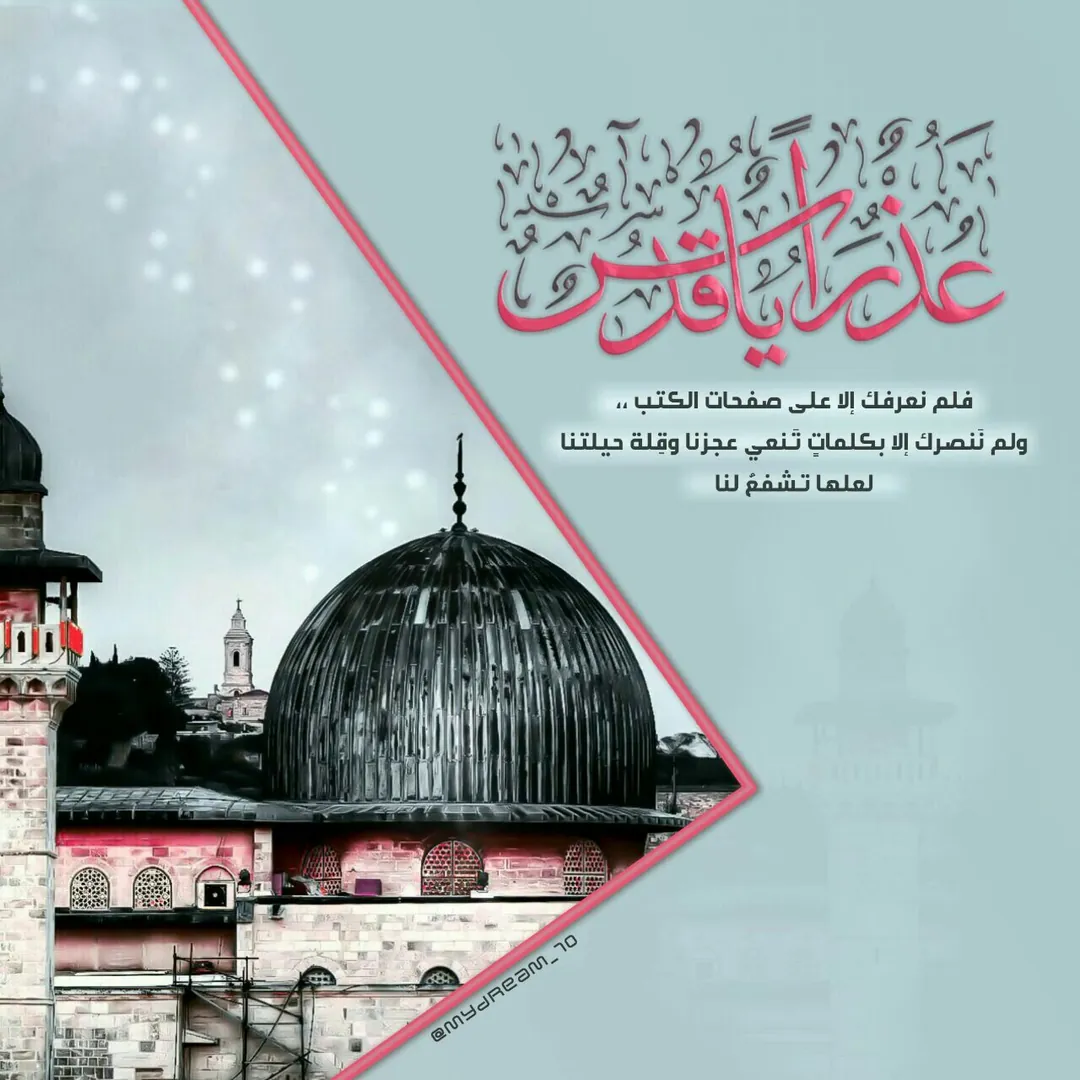 عذراً يا قدس
فلم نعرفك إلا على صفحات الكتب ،،
ولم نَنصرك إلا بكلماتٍ تَنعي عجزنا وقِلة حيلتنا
لعلها تشفعُ لنا
@mydream_70